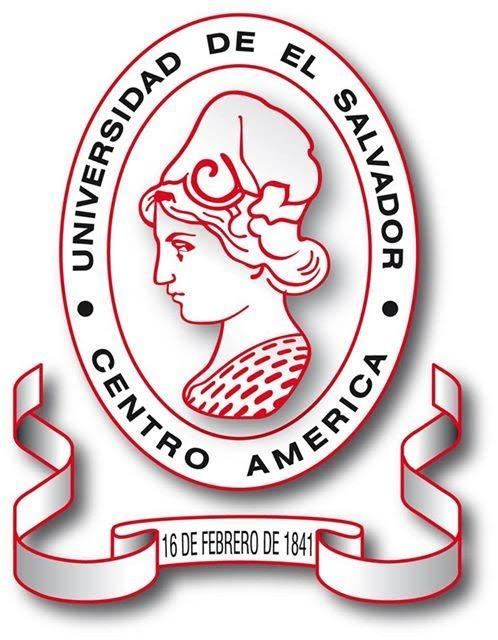 UNIVERSIDAD DE EL SALVADOR
CENTRO AMERICA
16 DE FEBRERO DE 1841